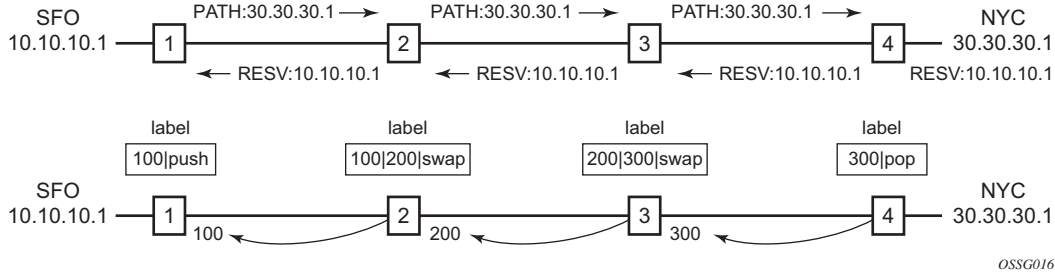 PATH:30.30.30.1 PATH:30.30.30.1 PATH:30.30.30.1
SFO NYC
10.10.10.1 1 2 3 4 30.30.30.1
RESV:10.10.10.1 RESV:10.10.10.1 RESV:10.10.10.1 RESV:10.10.10.1
label label label label
100|push 100|200|swap 200|300|swap 300|pop
SFO NYC
10.10.10.1 1 2 3 4 30.30.30.1
100 200 300
OSSG016